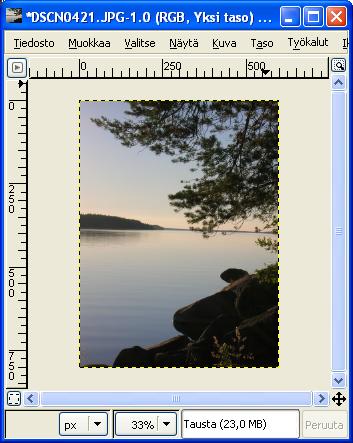 *DSCN0421.JPG-1.0 (RGB, Yksi taso) ...
Tiedosto Muokkaa Valitse Näytä Kuva Taso Työkalut
0 250 500
0
250
500
750
px 33% Tausta (23,0 MB) Peruuta